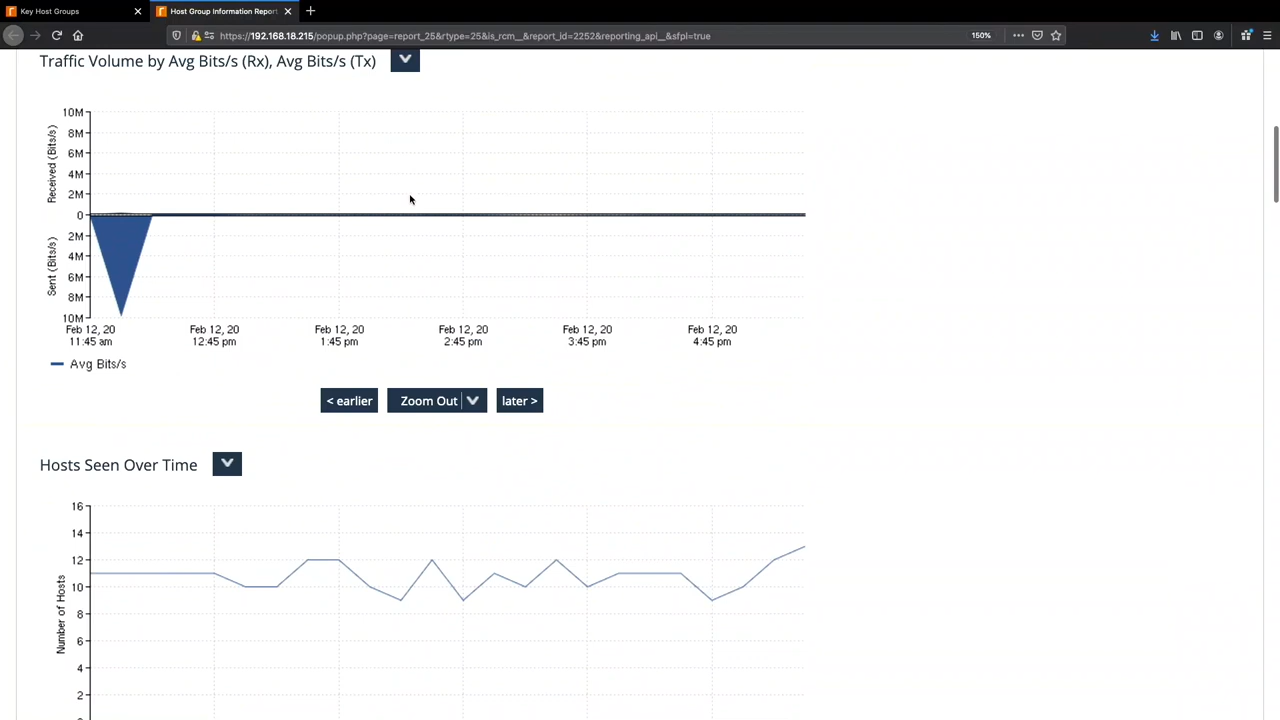 Key Host Groups
Host Group Information Report
https://192.168.18.215/popup.php?page=report_25&rtype=25&is_rcm__&report_id=2252&reporting_api__&sfpl=true
150%
Traffic Volume by Avg Bits/s (Rx), Avg Bits/s (Tx)
Received (Bits/s)
Sent (Bits/s)
10M
8M
6M
4M
2M
0
2M
4M
6M
8M
10M
Feb 12, 20 Feb 12, 20 Feb 12, 20 Feb 12, 20 Feb 12, 20 Feb 12, 20
11:45 am 12:45 pm 1:45 pm 2:45 pm 3:45 pm 4:45 pm
Avg Bits/s
< earlier Zoom Out later >
Hosts Seen Over Time
Number of Hosts
16
14
12
10
8
6
4
2